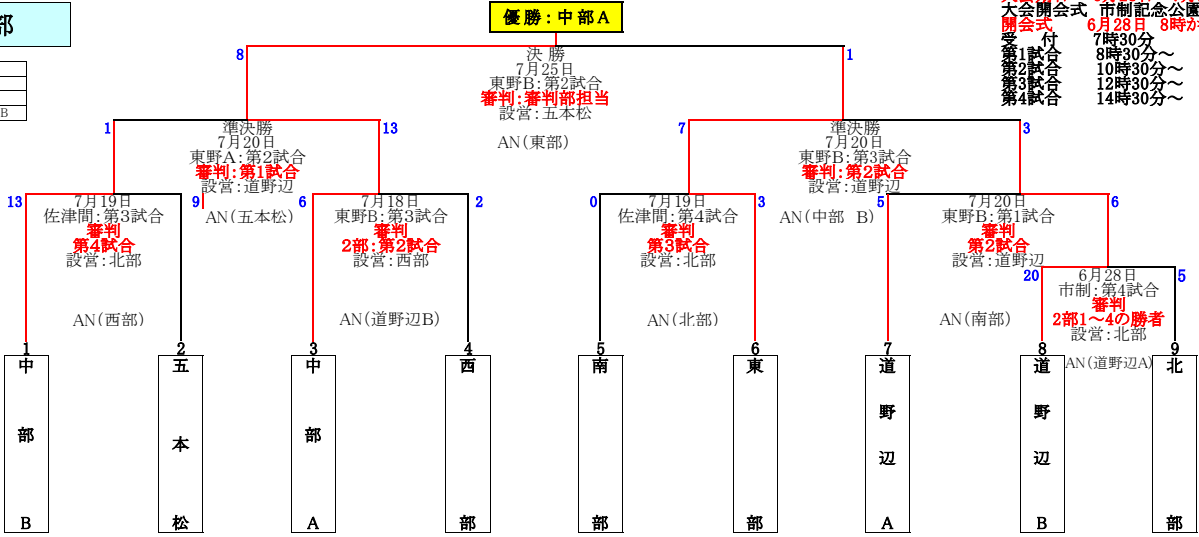 部
B
優勝：中部A
大会開会式 市制記念公園
開会式 6月28日 8時か
受 付 7時30分
第1試合 8時30分～
第2試合 10時30分～
第3試合 12時30分～
第4試合 14時30分～
8
1
決 勝
7月25日
東野B：第2試合
審判：審判部担当
設営：五本松
AN(東部)
1
13
準決勝
7月20日
東野A：第2試合
審判：第1試合
設営：道野辺
AN(五本松)
7
3
準決勝
7月20日
東野B：第3試合
審判：第2試合
設営：道野辺
AN(中部 B)
13
9
7月19日
佐津間：第3試合
審判
第4試合
設営：北部
AN(西部)
6
2
7月18日
東野B：第3試合
審判
2部：第2試合
設営：西部
AN(道野辺B)
0
3
7月19日
佐津間：第4試合
審判
第3試合
設営：北部
AN(北部)
5
6
7月20日
東野B：第1試合
審判
第2試合
設営：道野辺
AN(南部)
20
5
6月28日
市制：第4試合
審判
2部1～4の勝者
設営：北部
AN(道野辺A)
1
中部B
2
五本松
3
中部A
4
西部
5
南部
6
東部
7
道野辺A
8
道野辺B
9
北部